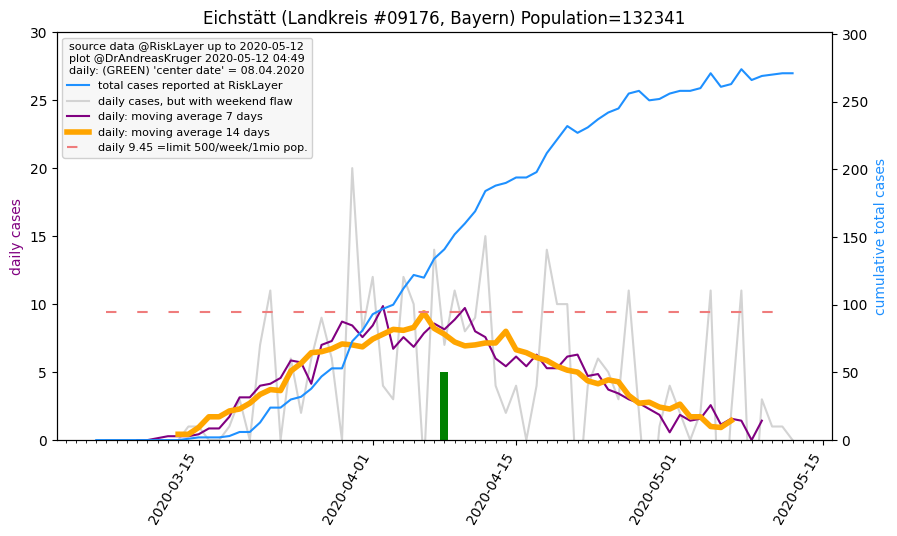 Eichstätt (Landkreis #09176, Bayern) Population=132341
source data @RiskLayer up to 2020-05-12
plot @DrAndreasKruger 2020-05-12 04:49
daily: (GREEN) 'center date' = 08.04.2020
total cases reported at RiskLayer
daily cases, but with weekend flaw
daily: moving average 7 days
daily: moving average 14 days
daily 9.45 =limit 500/week/1mio pop.
daily cases
30
25
20
15
10
5
0
cumulative total cases
300
250
200
150
100
50
0
2020-03-15
2020-04-01
2020-04-15
2020-05-01
2020-05-15